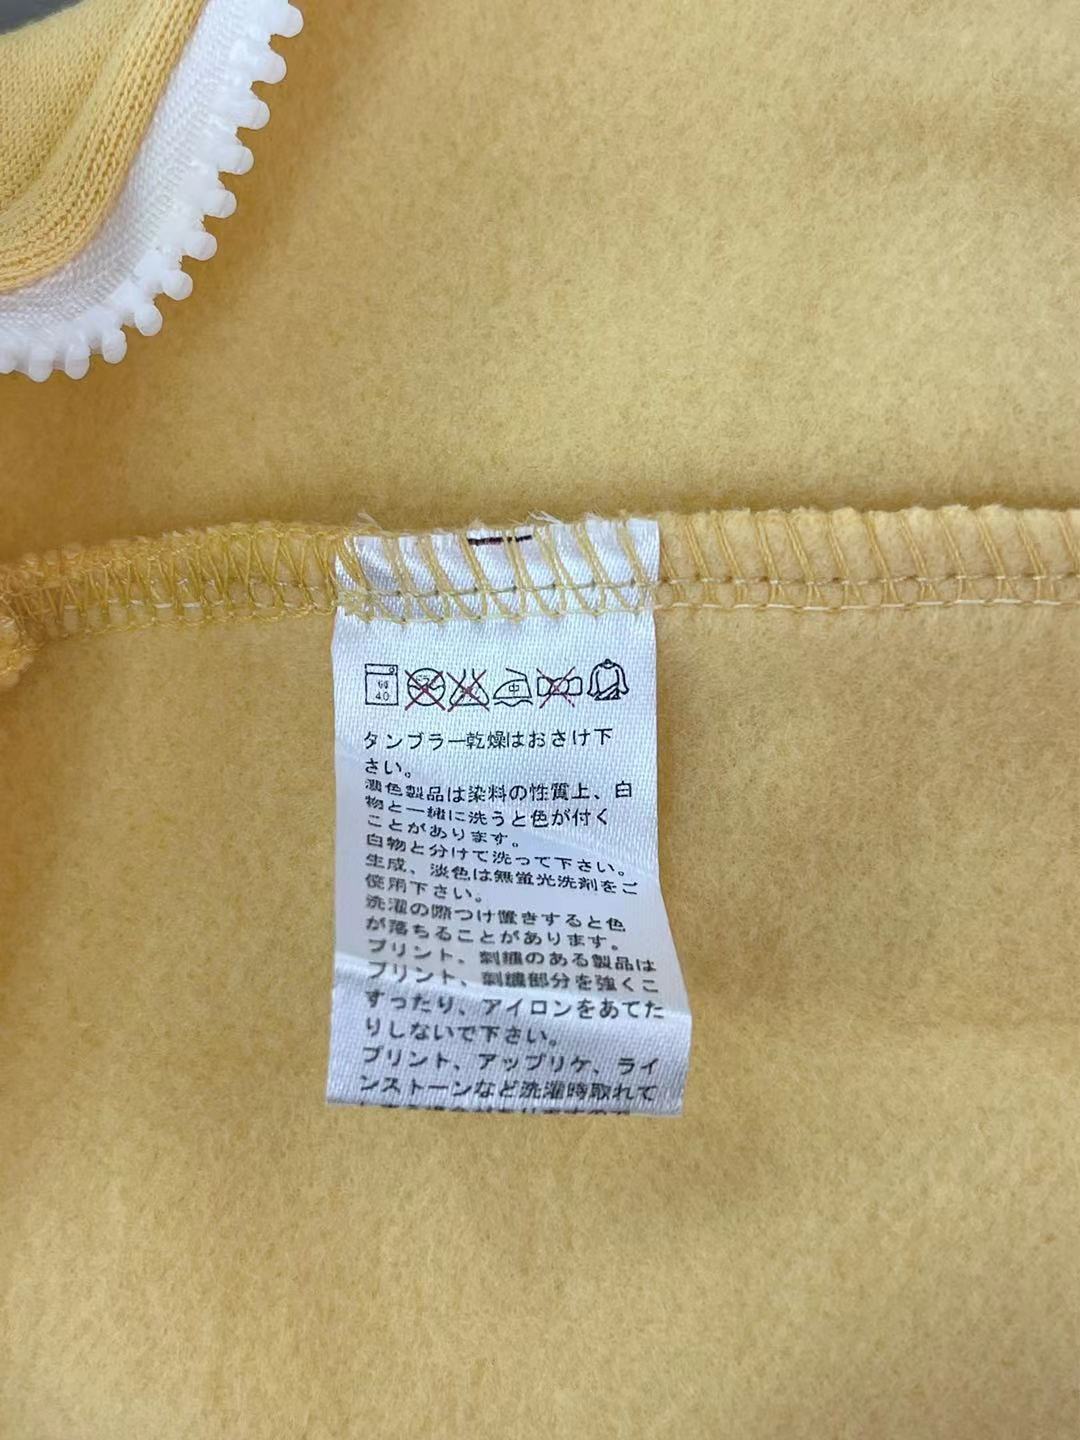 40
中
タンブラー乾燥はおさけ下
さい。
濃色製品は染料の性質上、白
物と一緒に洗うと色が付く
ことがあります。
白物と分けて洗って下さい。
生成、淡色は無蛍光洗剤をご
使用下さい。
洗濯の際つけ置きすると色
が落ちることがあります。
プリント、刺繍のある製品は
プリント、刺繍部分を強くこ
すったり、アイロンをあてた
りしないで下さい。
プリント、アップリケ、ライ
ンストーンなど洗濯時取れて